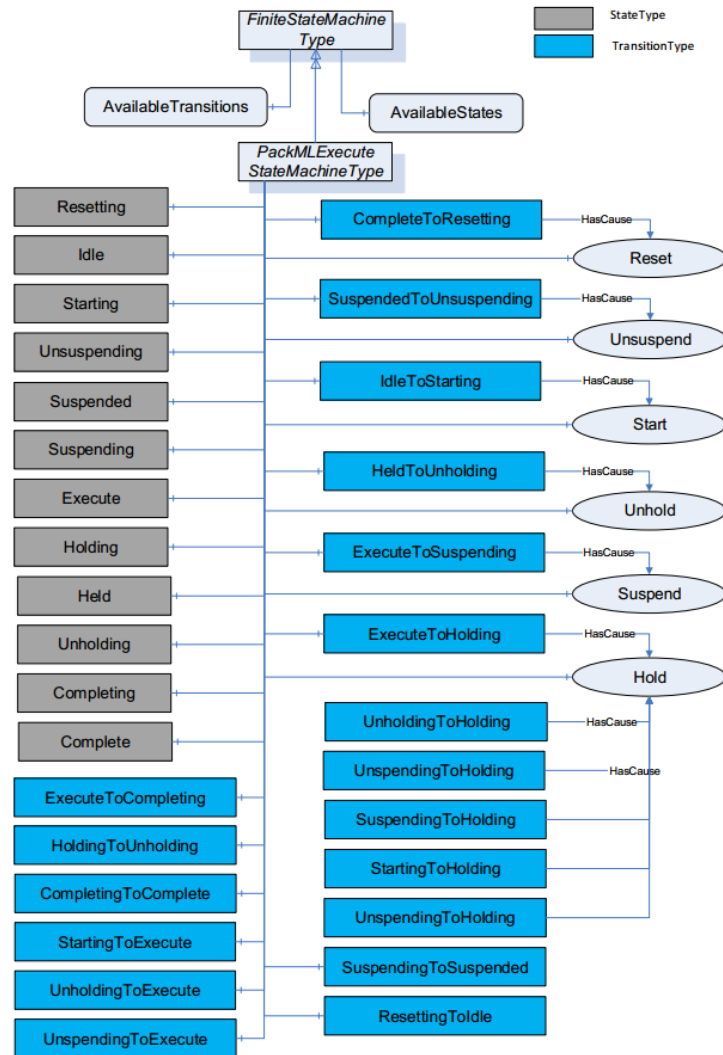 FiniteStateMachine
Type
StateType
TransitionType
AvailableTransitions
AvailableStates
PackMLExecute
StateMachineType
Resetting
Idle
Starting
Unsuspending
Suspended
Suspending
Execute
Holding
Held
Unholding
Completing
Complete
ExecuteToCompleting
HoldingToUnholding
CompletingToComplete
StartingToExecute
UnholdingToExecute
UnspendingToExecute
CompleteToResetting
HasCause
Reset
SuspendedToUnsuspending
HasCause
Unsuspend
IdleToStarting
HasCause
Start
HeldToUnholding
HasCause
Unhold
ExecuteToSuspending
HasCause
Suspend
ExecuteToHolding
HasCause
Hold
UnholdingToHolding
HasCause
UnspendingToHolding
HasCause
SuspendingToHolding
StartingToHolding
UnspendingToHolding
SuspendingToSuspended
ResettingToIdle